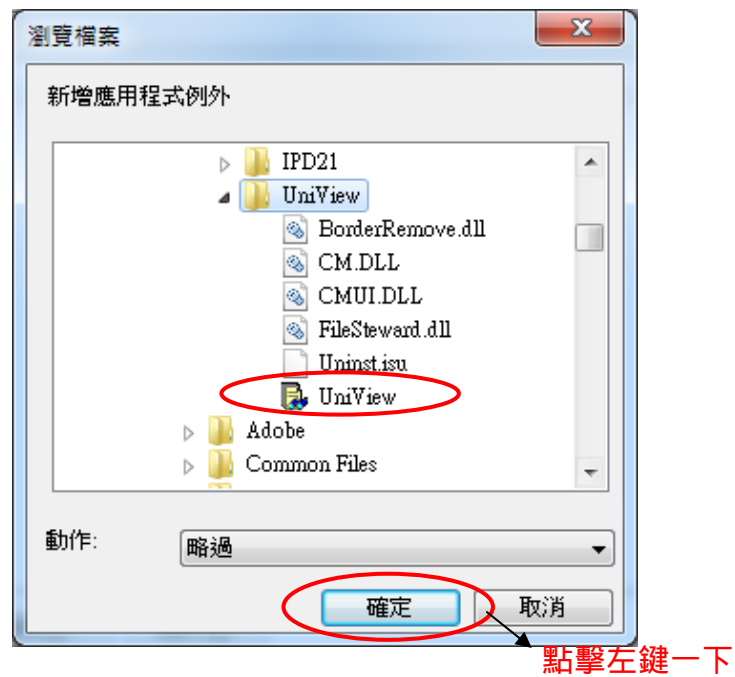 瀏覽檔案
新增應用程式例外
IPD21
UniView
BorderRemove.dll
CM.DLL
CMUI.DLL
FileSteward.dll
Uninst.isu
UniView
Adobe
Common Files
動作:
略過
確定
取消
點擊左鍵一下